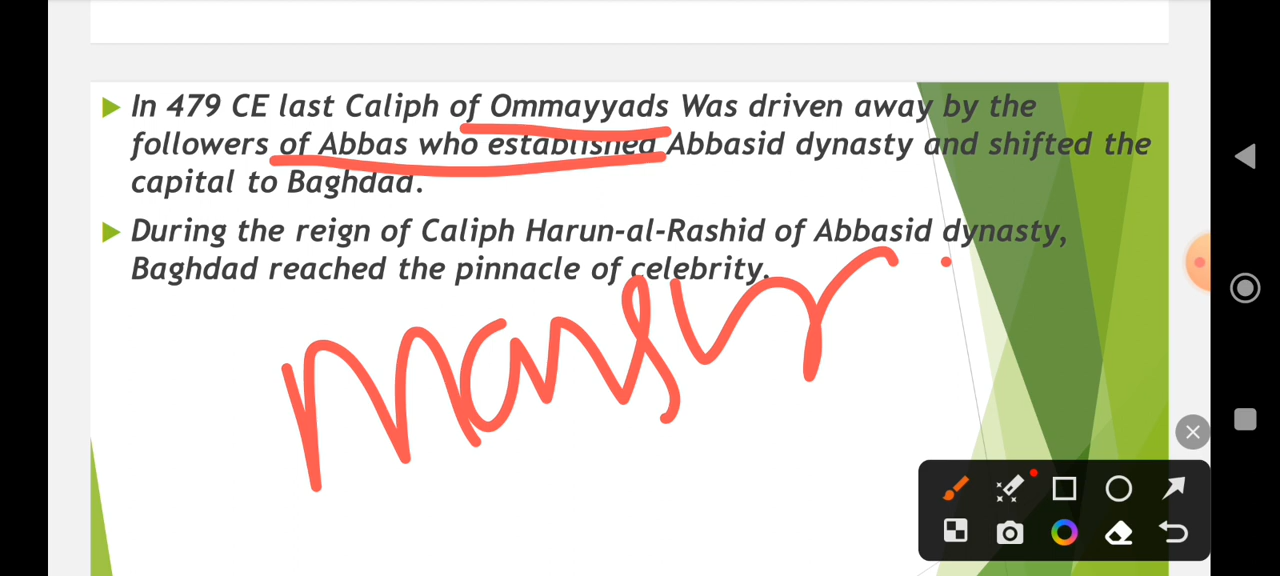 In 479 CE last Caliph of Ommayyads Was driven away by the
followers of Abbas who established Abbasid dynasty and shifted the
capital to Baghdad.
During the reign of Caliph Harun-al-Rashid of Abbasid dynasty,
Baghdad reached the pinnacle of celebrity.
Mansur